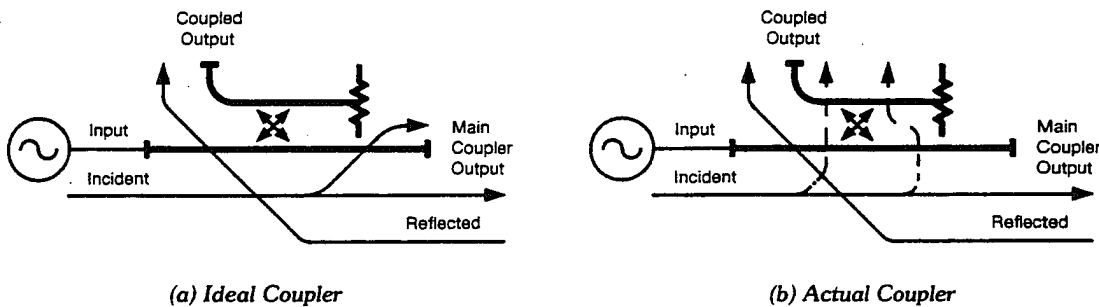 Coupled
Output
Input
Main
Coupler
Output
Incident
Reflected
(a) Ideal Coupler
Coupled
Output
Input
Main
Coupler
Output
Incident
Reflected
(b) Actual Coupler